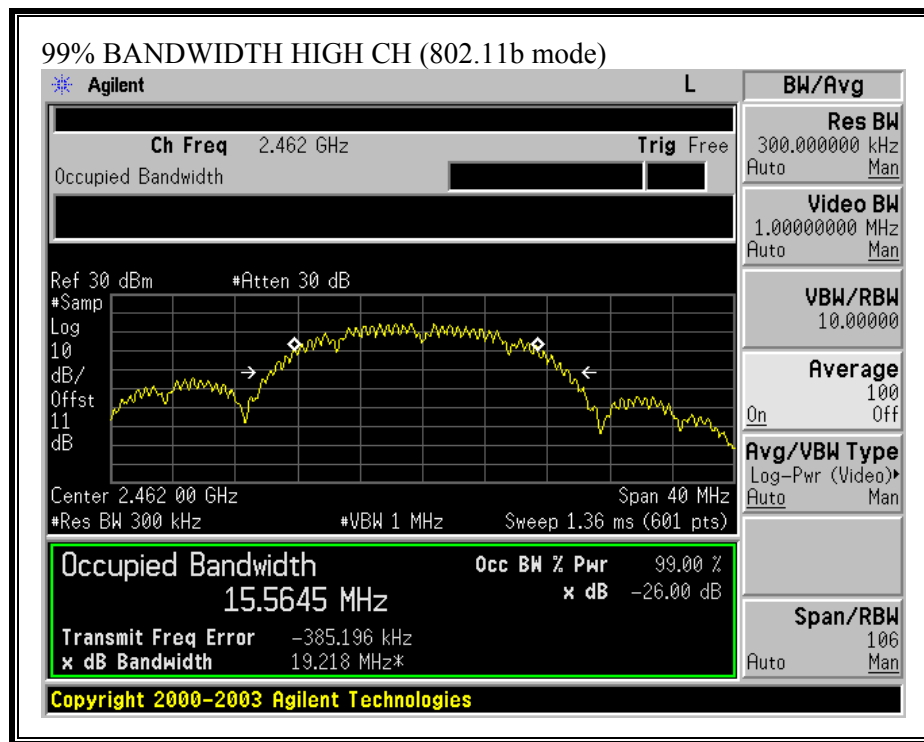 99% BANDWIDTH HIGH CH (802.11b mode)
Agilent
L
BW/Avg
Ch Freq 2.462 GHz
Trig Free
Occupied Bandwidth
Ref 30 dBm
#Atten 30 dB
#Samp
Log
10
dB/
Offst
11
dB
Center 2.462 00 GHz
Span 40 MHz
#Res BW 300 kHz
#VBW 1 MHz
Sweep 1.36 ms (601 pts)
Occupied Bandwidth
15.5645 MHz
Occ BW % Pwr 99.00 %
x dB -26.00 dB
Transmit Freq Error -385.196 kHz
x dB Bandwidth 19.218 MHz*
Copyright 2000-2003 Agilent Technologies
Res BW
300.000000 kHz
Auto Man
Video BW
1.00000000 MHz
Auto Man
VBW/RBW
10.00000
Average
100
On Off
Avg/VBW Type
Log-Pwr (Video)▸
Auto Man
Span/RBW
106
Auto Man